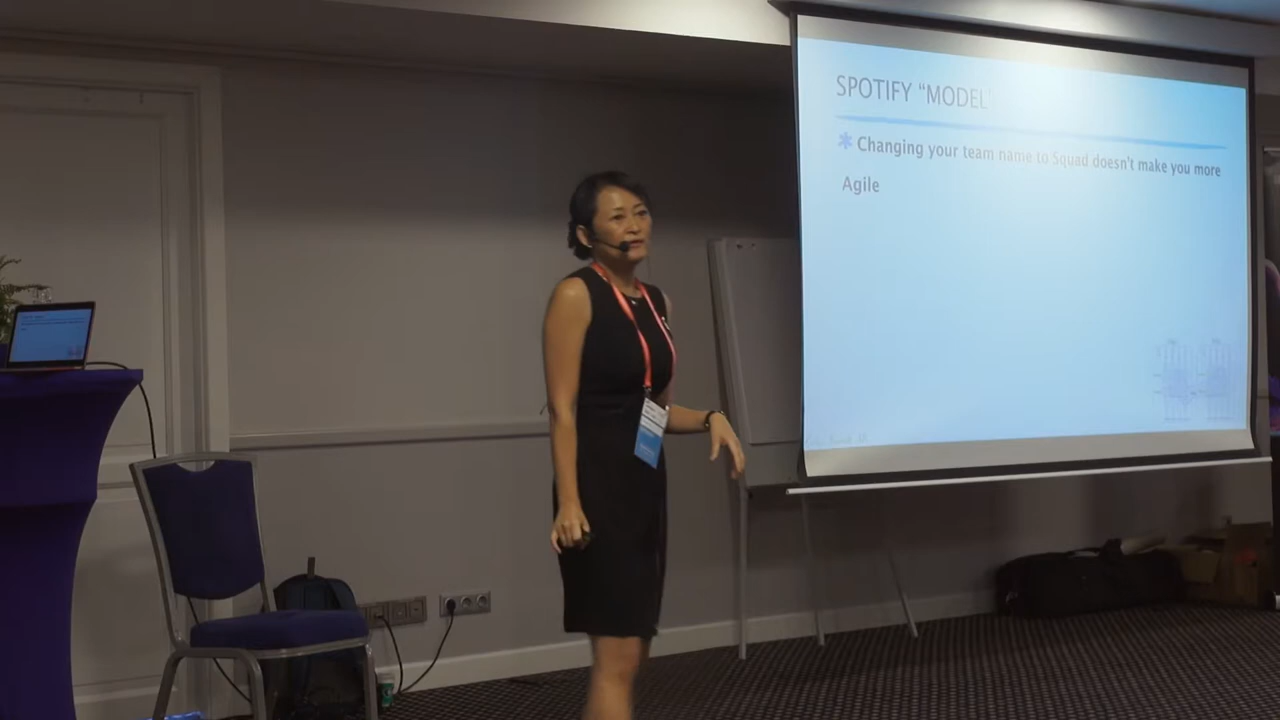 SPOTIFY “MODEL”
* Changing your team name to Squad doesn't make you more
Agile